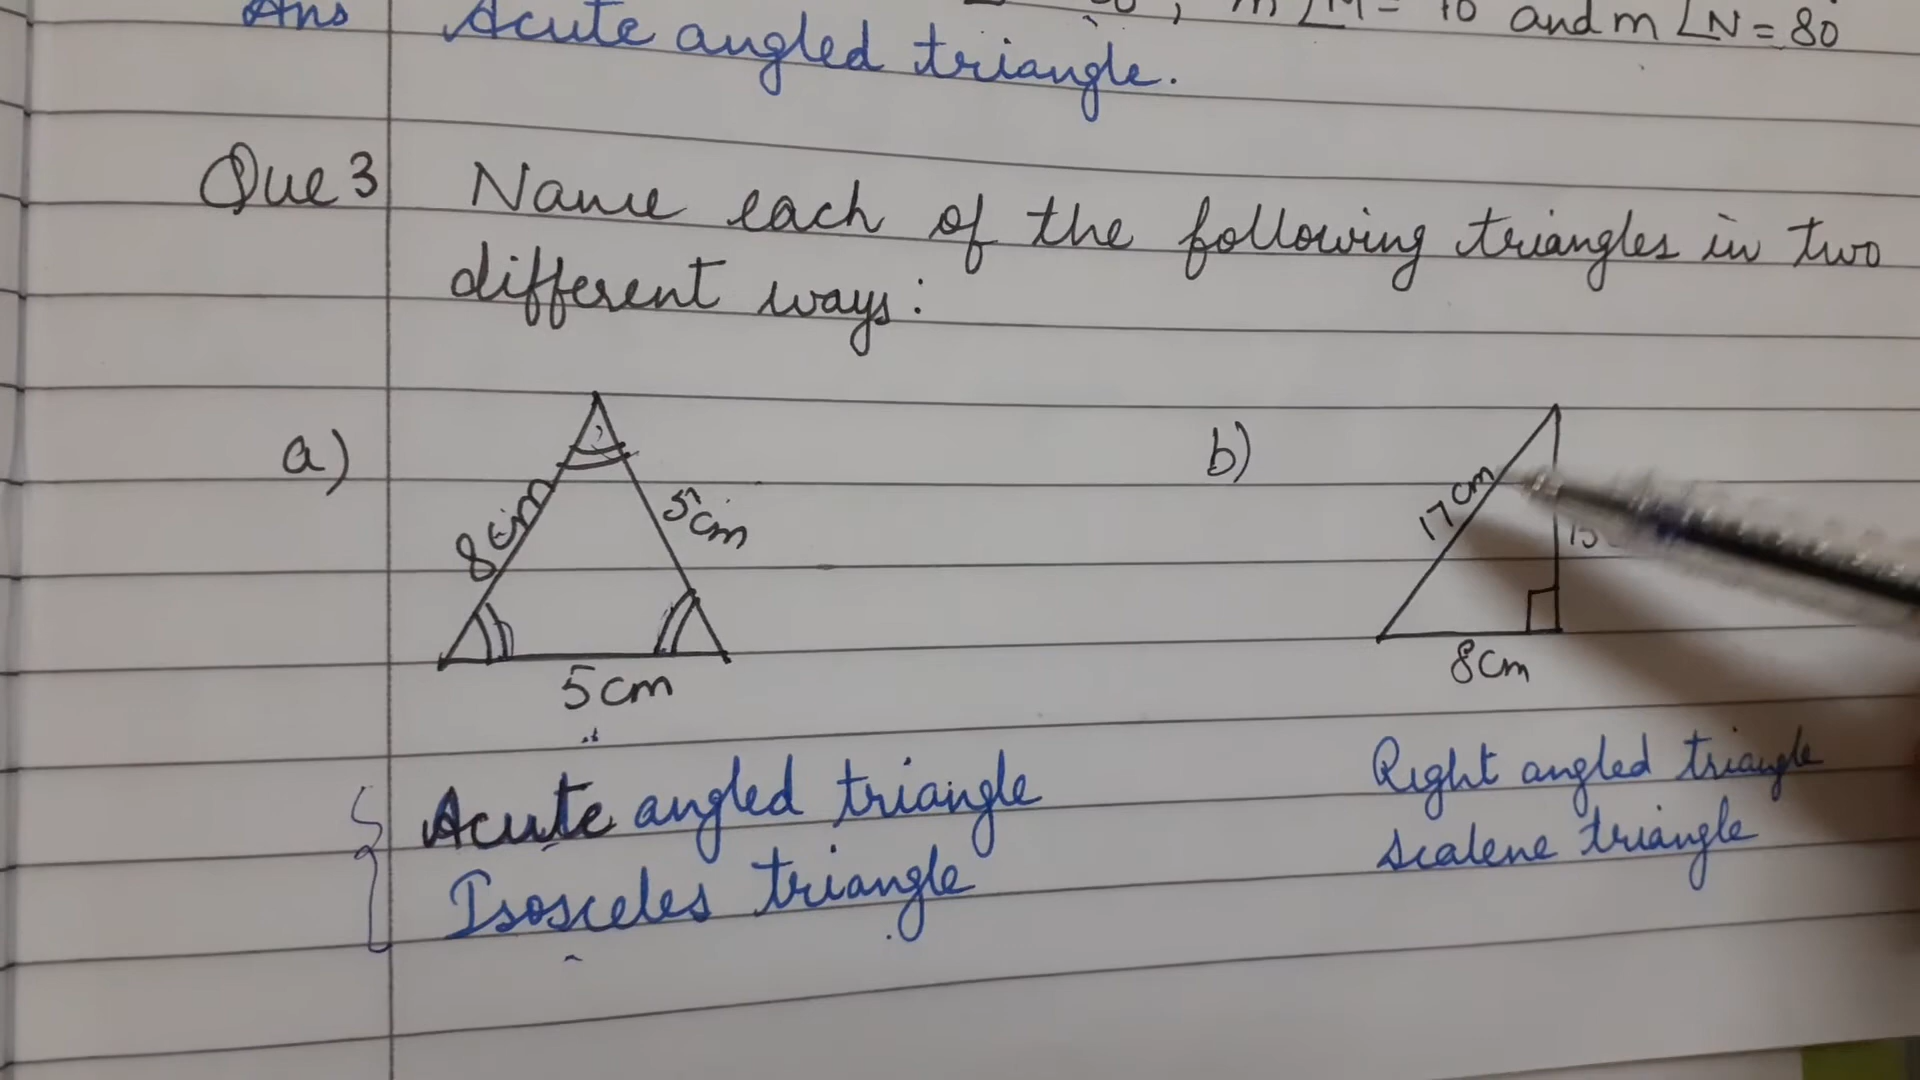 Ans Acute angled triangle.
and m ∠N = 80
Que 3 Name each of the following triangles in two
different ways:
a)
8cm
5cm
5cm
b)
17cm
8cm
Acute angled triangle
Isosceles triangle
Right angled triangle
scalene triangle